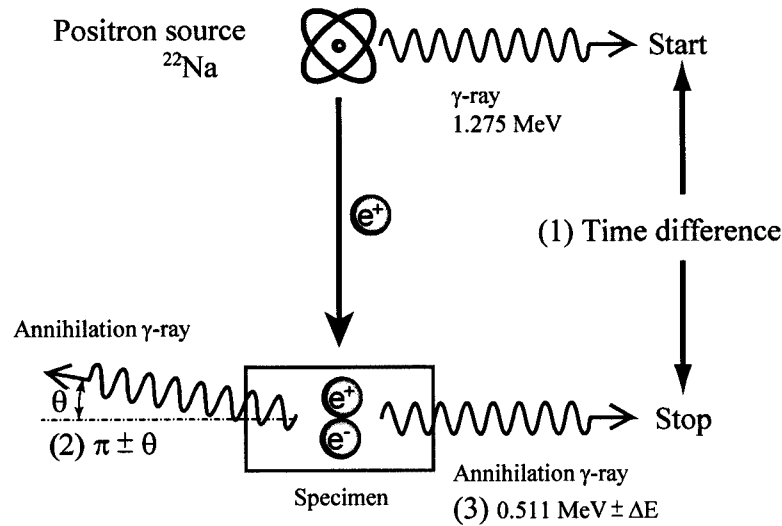 Positron source
²²Na
Start
γ-ray
1.275 MeV
e⁺
(1) Time difference
Annihilation γ-ray
θ
(2) π ± θ
e⁺
e⁻
Stop
Specimen
Annihilation γ-ray
(3) 0.511 MeV ± ΔE